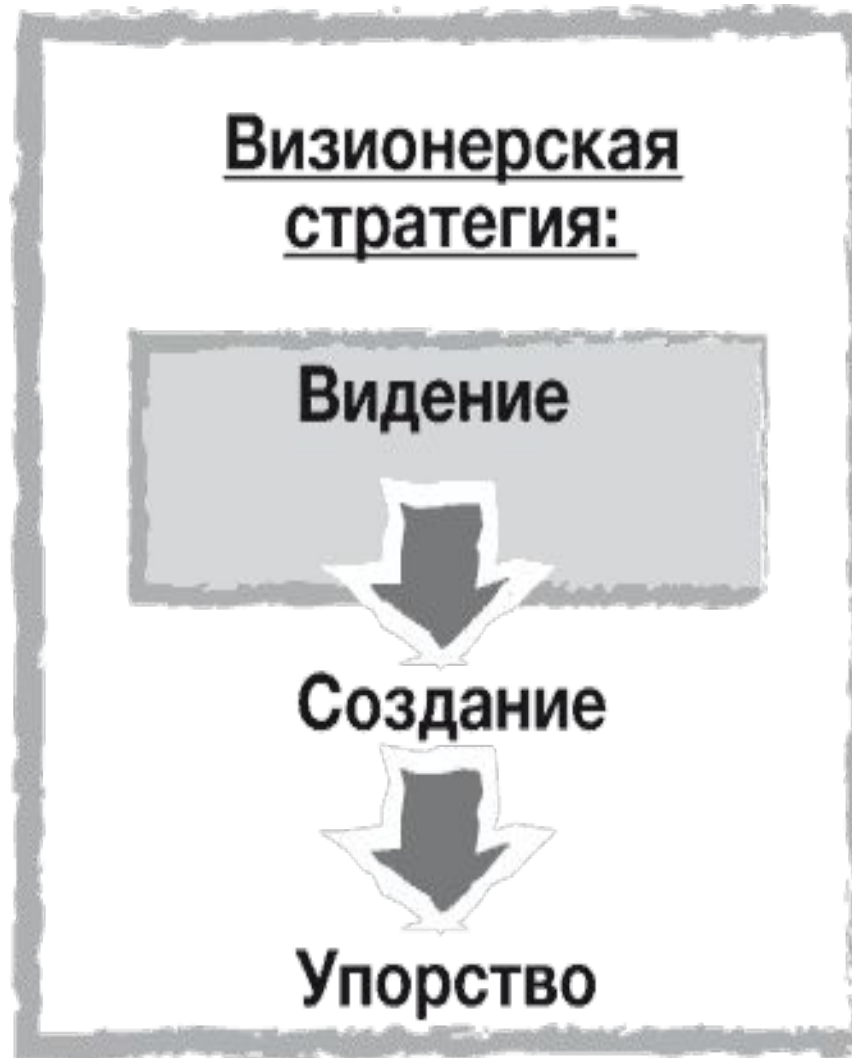 Визионерская
стратегия:
Видение
Создание
Упорство